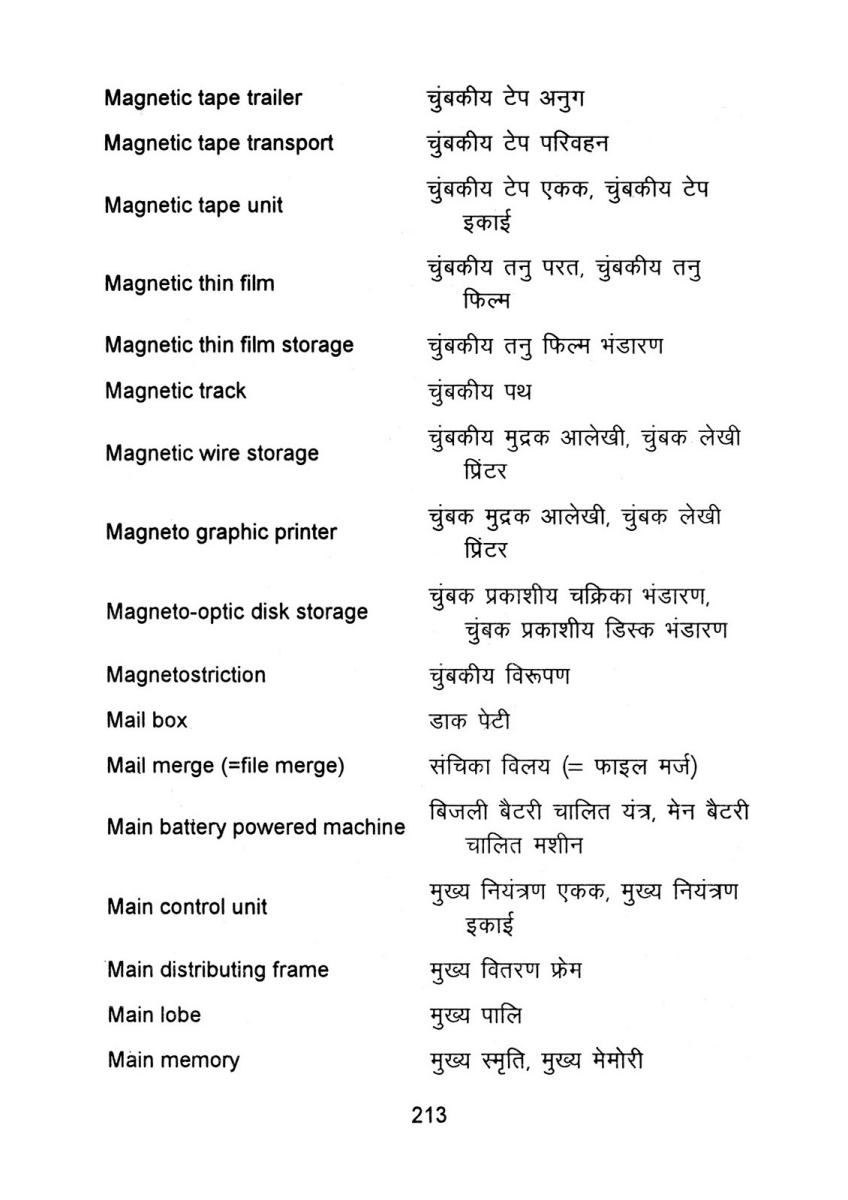 Magnetic tape trailer चुंबकीय टेप अनुग
Magnetic tape transport चुंबकीय टेप परिवहन
Magnetic tape unit चुंबकीय टेप एकक, चुंबकीय टेप
इकाई
Magnetic thin film चुंबकीय तनु परत, चुंबकीय तनु
फिल्म
Magnetic thin film storage चुंबकीय तनु फिल्म भंडारण
Magnetic track चुंबकीय पथ
Magnetic wire storage चुंबकीय मुद्रक आलेखी, चुंबक लेखी
प्रिंटर
Magneto graphic printer चुंबक मुद्रक आलेखी, चुंबक लेखी
प्रिंटर
Magneto-optic disk storage चुंबक प्रकाशीय चक्रिका भंडारण,
चुंबक प्रकाशीय डिस्क भंडारण
Magnetostriction चुंबकीय विरूपण
Mail box डाक पेटी
Mail merge (=file merge) संचिका विलय (= फाइल मर्ज)
Main battery powered machine बिजली बैटरी चालित यंत्र, मेन बैटरी
चालित मशीन
Main control unit मुख्य नियंत्रण एकक, मुख्य नियंत्रण
इकाई
Main distributing frame मुख्य वितरण फ्रेम
Main lobe मुख्य पालि
Main memory मुख्य स्मृति, मुख्य मेमोरी
213